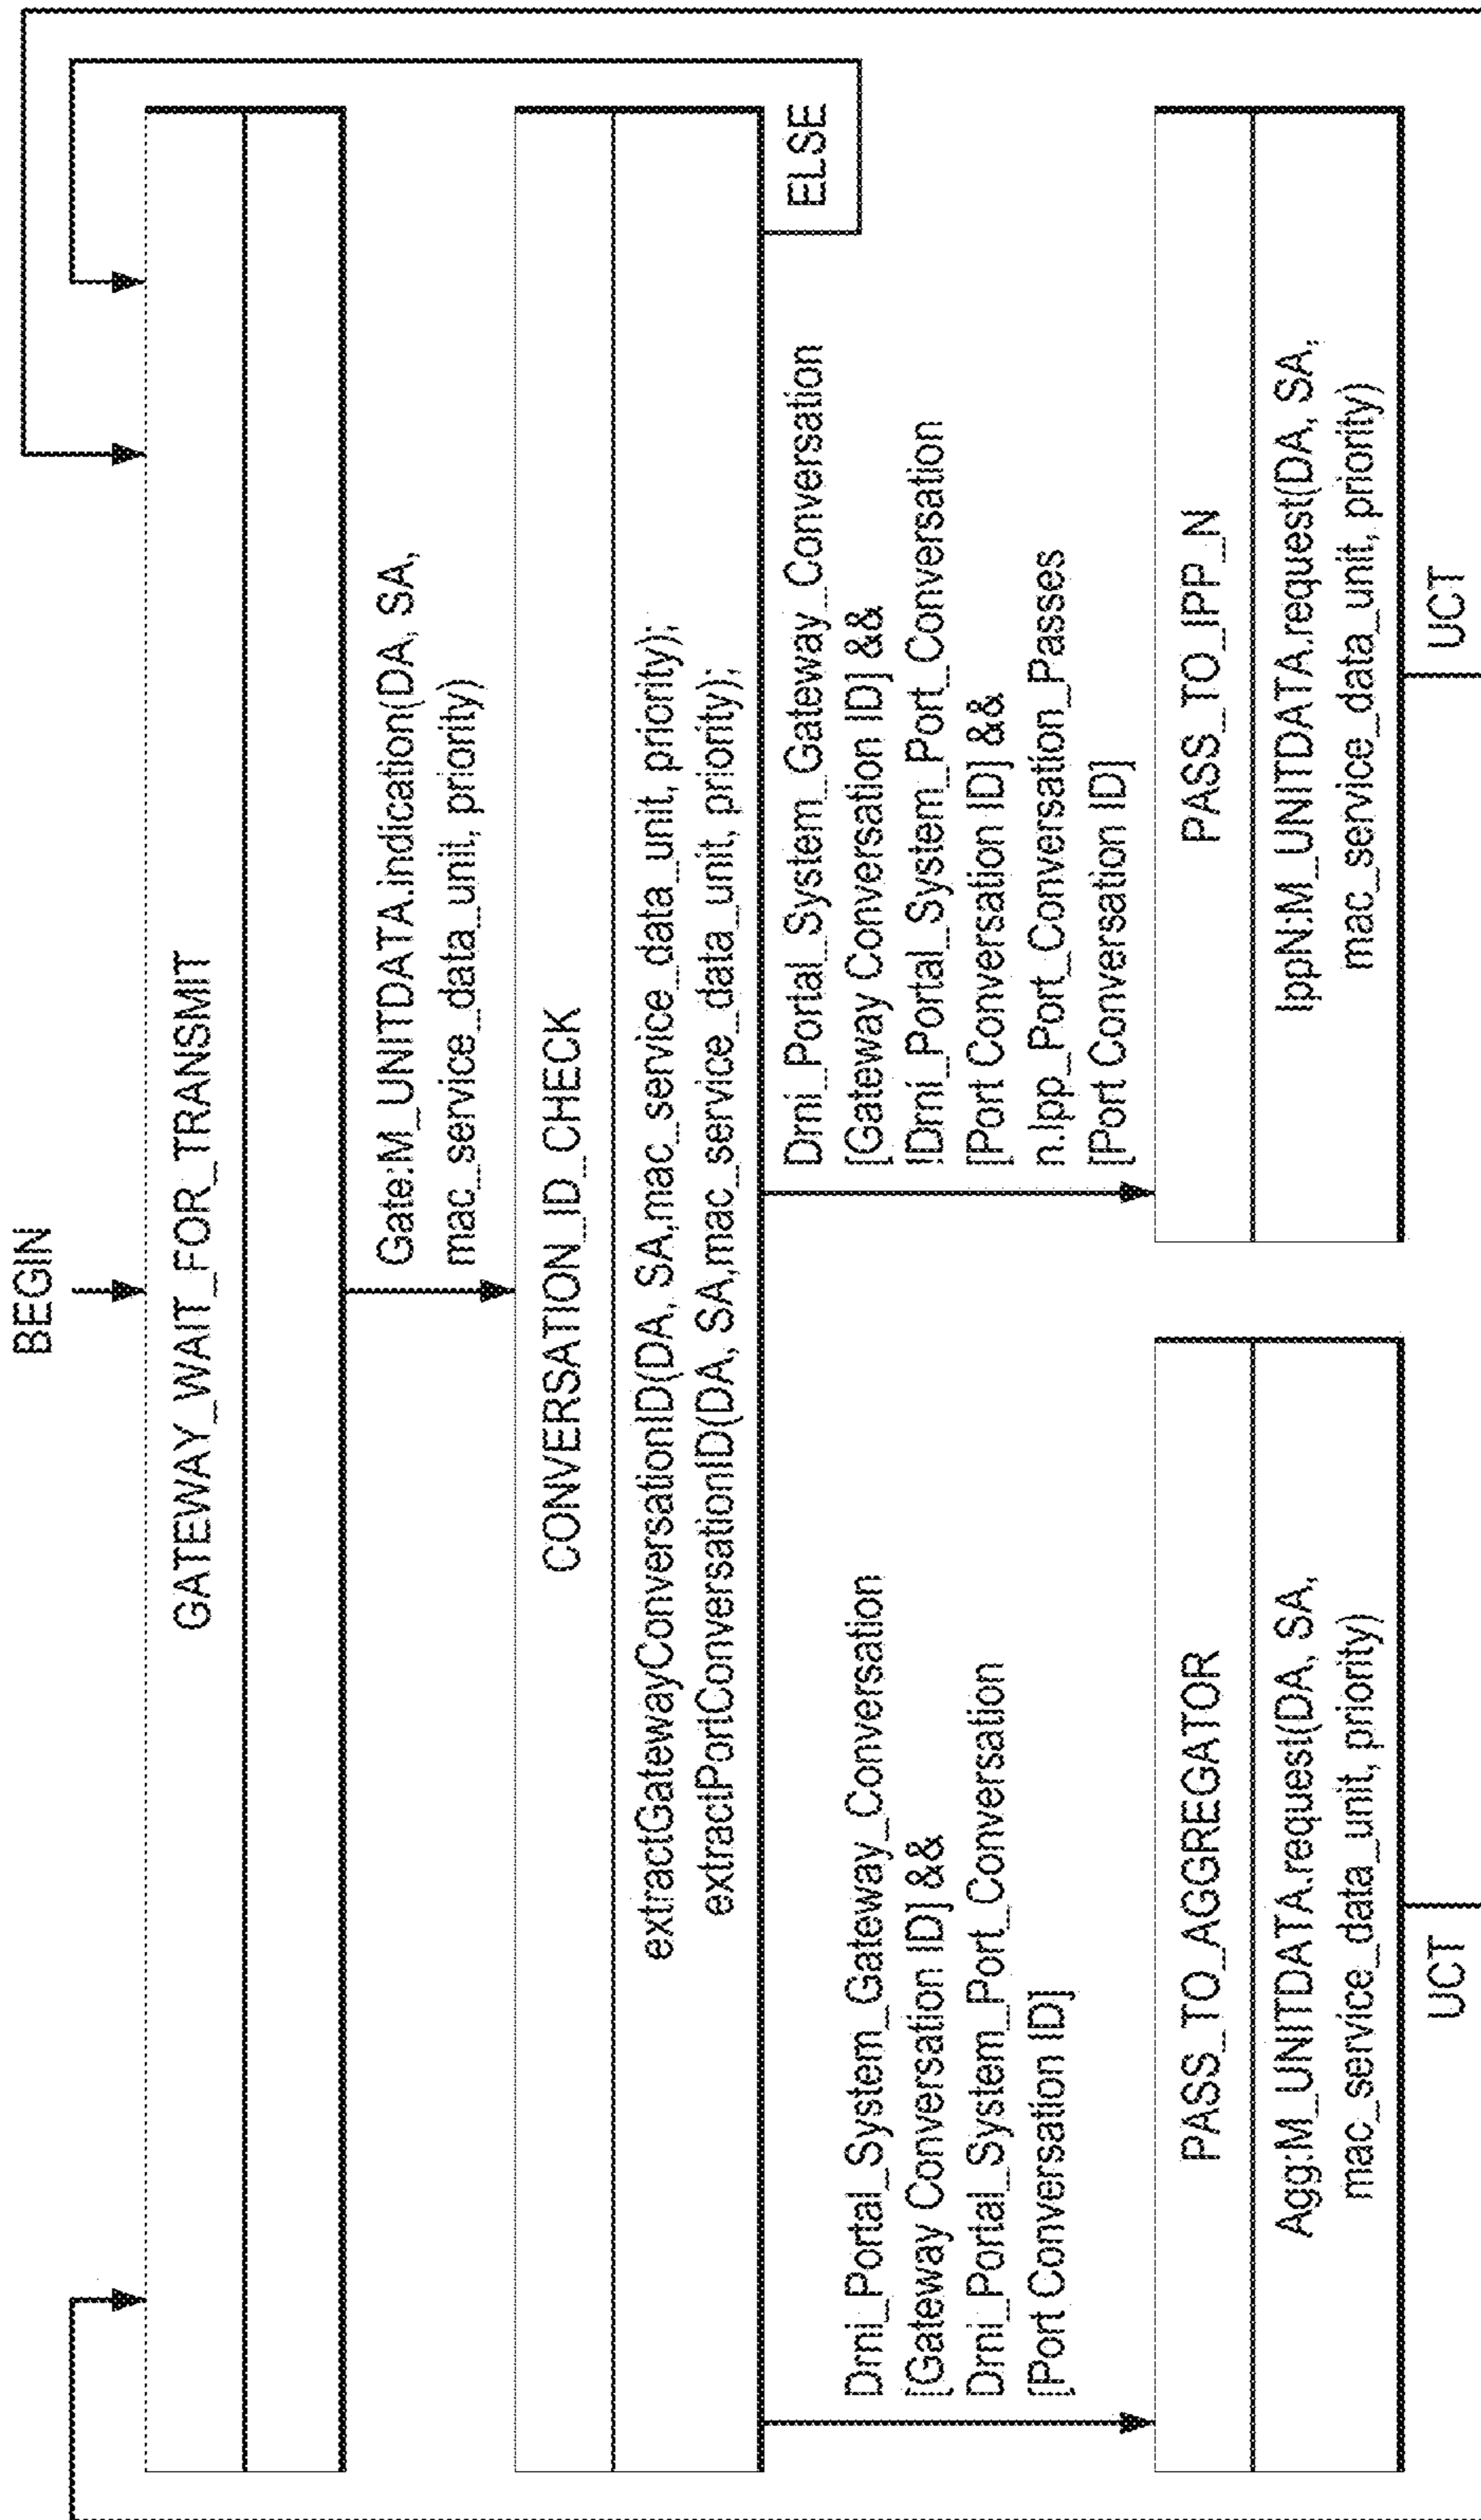 BEGIN
GATEWAY_WAIT_FOR_TRANSMIT
Gate:M_UNITDATA.indication(DA, SA,
mac_service_data_unit, priority)
CONVERSATION_ID_CHECK
extractGatewayConversationID(DA, SA,mac_service_data_unit, priority);
extractPortConversationID(DA, SA,mac_service_data_unit, priority);
ELSE
Drni_Portal_System_Gateway_Conversation
[Gateway Conversation ID] &&
Drni_Portal_System_Port_Conversation
[Port Conversation ID]
Drni_Portal_System_Gateway_Conversation
[Gateway Conversation ID] &&
!Drni_Portal_System_Port_Conversation
[Port Conversation ID] &&
n.Ipp_Port_Conversation_Passes
[Port Conversation ID]
PASS_TO_AGGREGATOR
Agg:M_UNITDATA.request(DA, SA,
mac_service_data_unit, priority)
UCT
PASS_TO_IPP_N
IppN:M_UNITDATA.request(DA, SA,
mac_service_data_unit, priority)
UCT